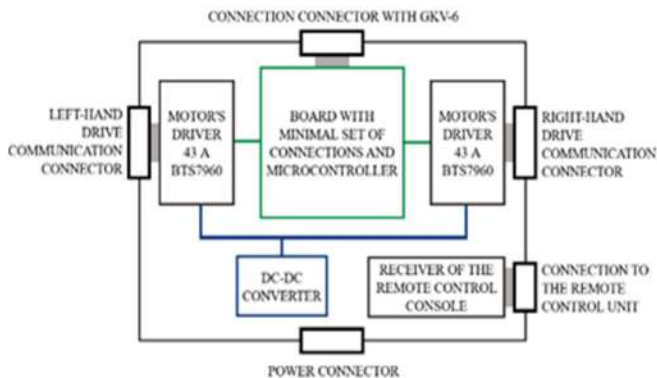 CONNECTION CONNECTOR WITH GKV-6
LEFT-HAND
DRIVE
COMMUNICATION
CONNECTOR
MOTOR'S
DRIVER
43 A
BTS7960
BOARD WITH
MINIMAL SET OF
CONNECTIONS AND
MICROCONTROLLER
MOTOR'S
DRIVER
43 A
BTS7960
RIGHT-HAND
DRIVE
COMMUNICATION
CONNECTOR
DC-DC
CONVERTER
RECEIVER OF THE
REMOTE CONTROL
CONSOLE
CONNECTION TO
THE REMOTE
CONTROL UNIT
POWER CONNECTOR